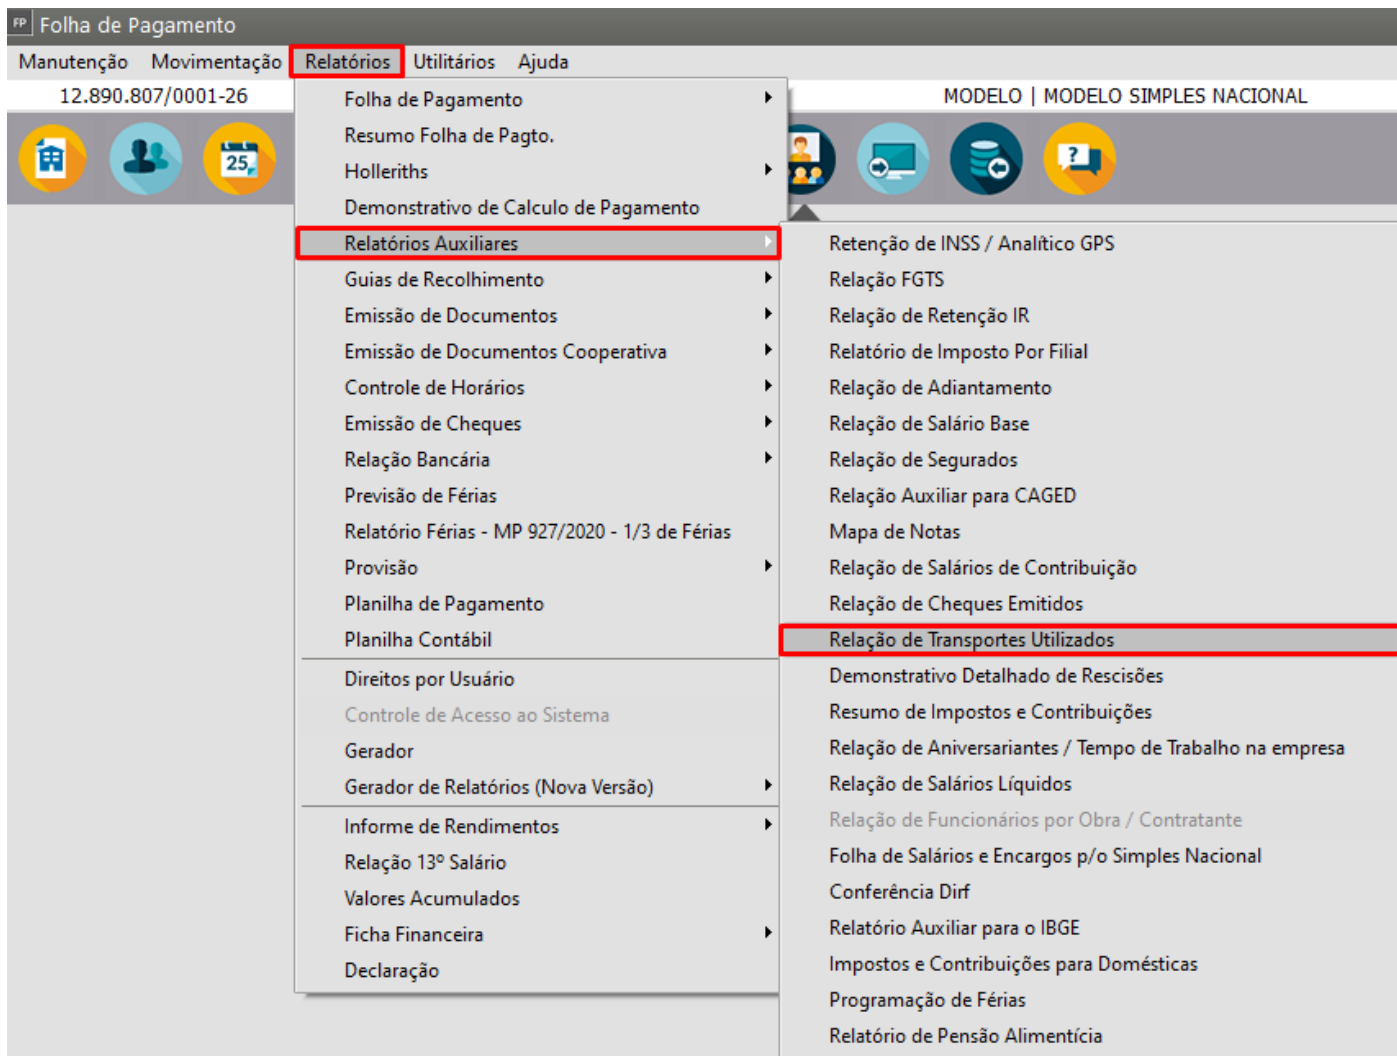 FP Folha de Pagamento
Manutenção Movimentação Relatórios Utilitários Ajuda
12.890.807/0001-26
MODELO | MODELO SIMPLES NACIONAL
25
?
Folha de Pagamento
Resumo Folha de Pagto.
Holleriths
Demonstrativo de Calculo de Pagamento
Relatórios Auxiliares
Guias de Recolhimento
Emissão de Documentos
Emissão de Documentos Cooperativa
Controle de Horários
Emissão de Cheques
Relação Bancária
Previsão de Férias
Relatório Férias - MP 927/2020 - 1/3 de Férias
Provisão
Planilha de Pagamento
Planilha Contábil
Direitos por Usuário
Controle de Acesso ao Sistema
Gerador
Gerador de Relatórios (Nova Versão)
Informe de Rendimentos
Relação 13º Salário
Valores Acumulados
Ficha Financeira
Declaração
Retenção de INSS / Analítico GPS
Relação FGTS
Relação de Retenção IR
Relatório de Imposto Por Filial
Relação de Adiantamento
Relação de Salário Base
Relação de Segurados
Relação Auxiliar para CAGED
Mapa de Notas
Relação de Salários de Contribuição
Relação de Cheques Emitidos
Relação de Transportes Utilizados
Demonstrativo Detalhado de Rescisões
Resumo de Impostos e Contribuições
Relação de Aniversariantes / Tempo de Trabalho na empresa
Relação de Salários Líquidos
Relação de Funcionários por Obra / Contratante
Folha de Salários e Encargos p/o Simples Nacional
Conferência Dirf
Relatório Auxiliar para o IBGE
Impostos e Contribuições para Domésticas
Programação de Férias
Relatório de Pensão Alimentícia